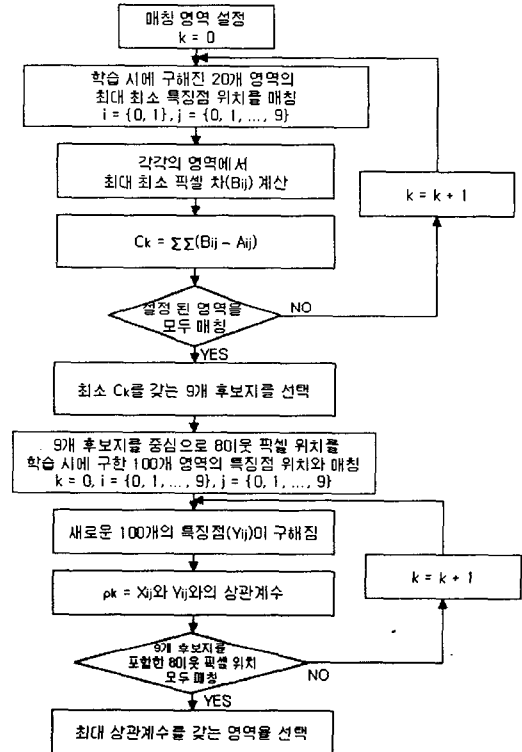 매칭 영역 설정
k = 0
학습 시에 구해진 20개 영역의
최대 최소 특징점 위치를 매칭
i = {0, 1}, j = {0, 1, ..., 9}
각각의 영역에서
최대 최소 픽셀 차(Bij) 계산
k = k + 1
Ck = ΣΣ(Bij - Aij)
설정 된 영역을
모두 매칭
NO
YES
최소 Ck를 갖는 9개 후보지를 선택
9개 후보지를 중심으로 8이웃 픽셀 위치를
학습 시에 구한 100개 영역의 특징점 위치와 매칭
k = 0, i = {0, 1, ..., 9}, j = {0, 1, ..., 9}
새로운 100개의 특징점(Yij)이 구해짐
k = k + 1
ρk = Xij와 Yij와의 상관계수
9개 후보지를
포함한 8이웃 픽셀 위치
모두 매칭
NO
YES
최대 상관계수를 갖는 영역을 선택